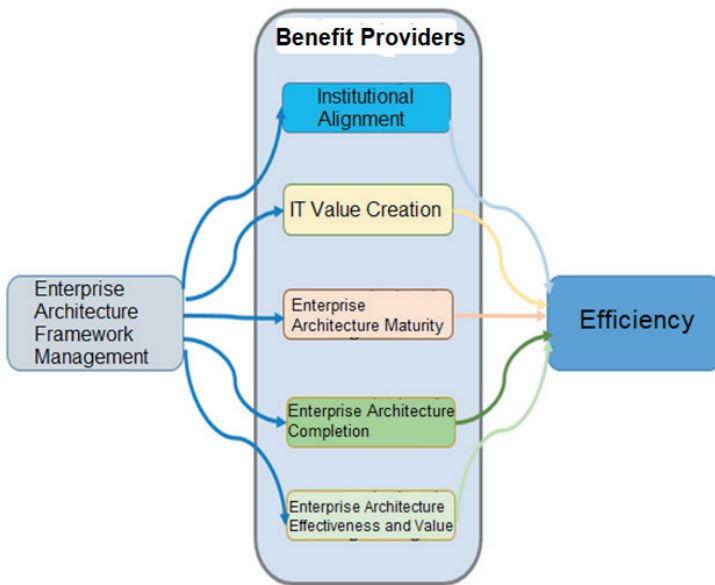 Benefit Providers
Institutional
Alignment
IT Value Creation
Enterprise
Architecture
Framework
Management
Enterprise
Architecture Maturity
Efficiency
Enterprise Architecture
Completion
Enterprise Architecture
Effectiveness and Value